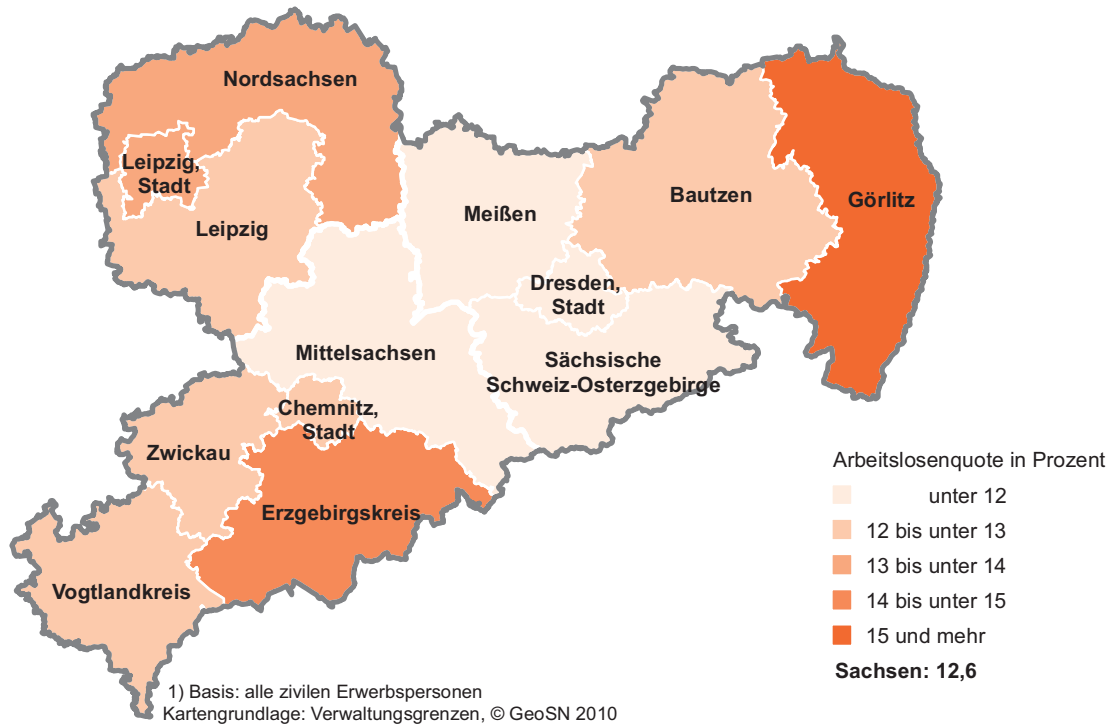 Nordsachsen
Leipzig,
Stadt
Leipzig
Meißen
Bautzen
Görlitz
Dresden,
Stadt
Mittelsachsen
Sächsische
Schweiz-Osterzgebirge
Chemnitz,
Stadt
Zwickau
Erzgebirgskreis
Vogtlandkreis
Arbeitslosenquote in Prozent
unter 12
12 bis unter 13
13 bis unter 14
14 bis unter 15
15 und mehr
Sachsen: 12,6
1) Basis: alle zivilen Erwerbspersonen
Kartengrundlage: Verwaltungsgrenzen, © GeoSN 2010